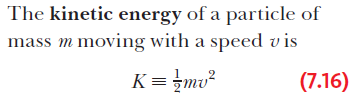 The kinetic energy of a particle of
mass m moving with a speed v is
K ≡ ½mv² (7.16)